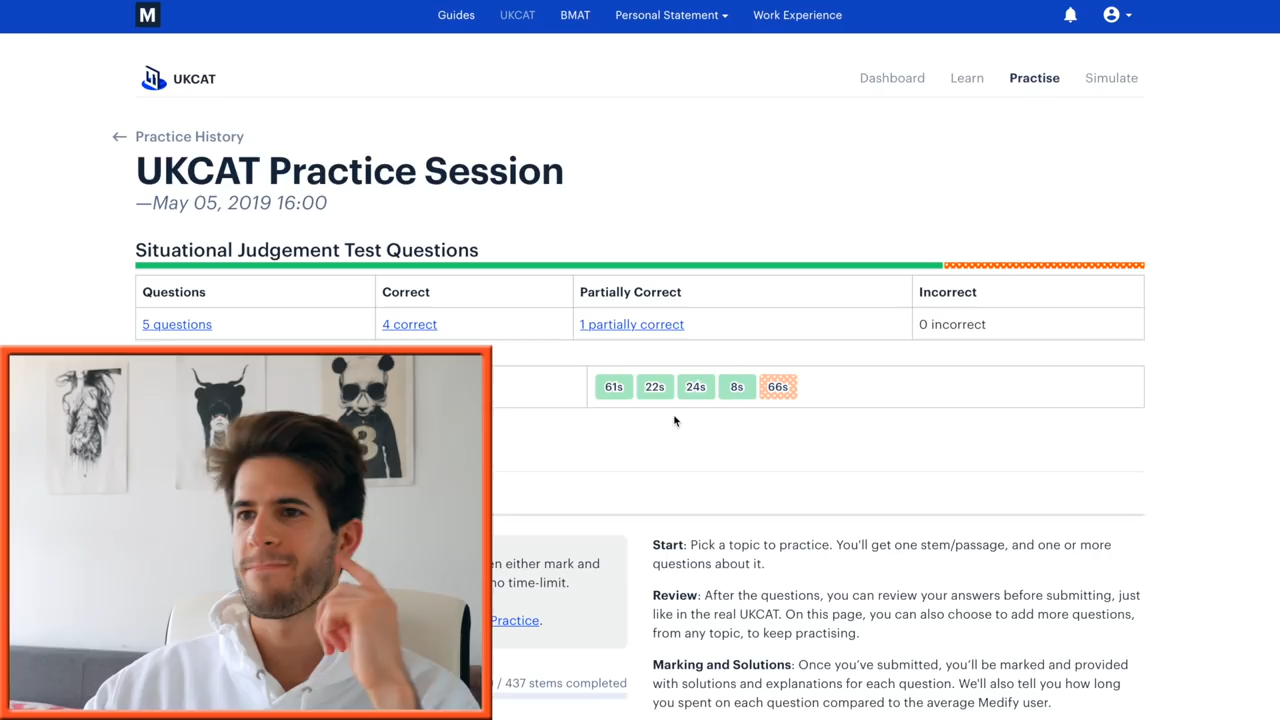 M
Guides UKCAT BMAT Personal Statement Work Experience
UKCAT
Dashboard Learn Practise Simulate
← Practice History
UKCAT Practice Session
—May 05, 2019 16:00
Situational Judgement Test Questions
Questions Correct Partially Correct Incorrect
5 questions 4 correct 1 partially correct 0 incorrect
61s 22s 24s 8s 66s
8
en either mark and
no time-limit.
Practice.
/ 437 stems completed
Start: Pick a topic to practice. You'll get one stem/passage, and one or more
questions about it.
Review: After the questions, you can review your answers before submitting, just
like in the real UKCAT. On this page, you can also choose to add more questions,
from any topic, to keep practising.
Marking and Solutions: Once you've submitted, you'll be marked and provided
with solutions and explanations for each question. We'll also tell you how long
you spent on each question compared to the average Medify user.